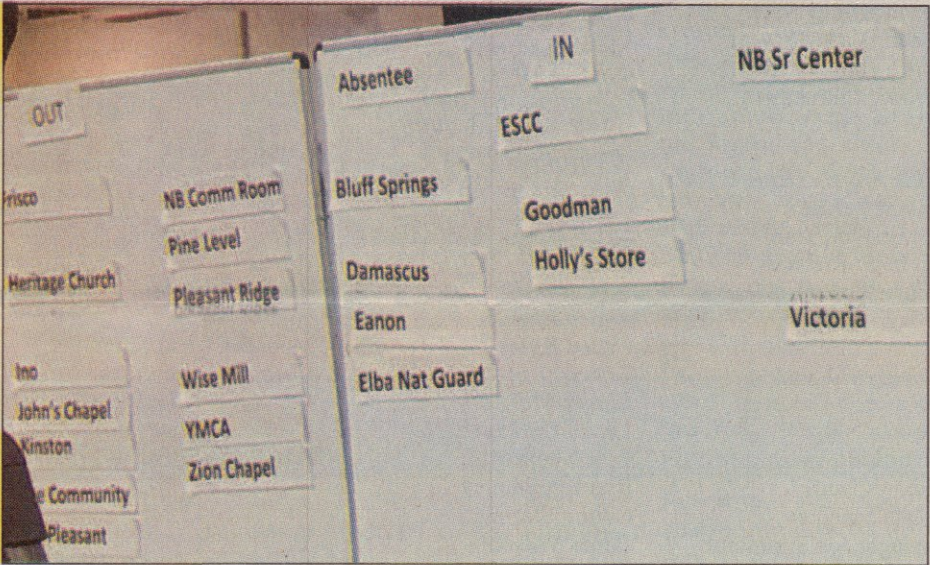 OUT
Heritage Church
Ino
John's Chapel
Kinston
Community
Pleasant
NB Comm Room
Pine Level
Pleasant Ridge
Wise Mill
YMCA
Zion Chapel
IN
Absentee
Bluff Springs
Damascus
Eanon
Elba Nat Guard
ESCC
Goodman
Holly's Store
NB Sr Center
Victoria